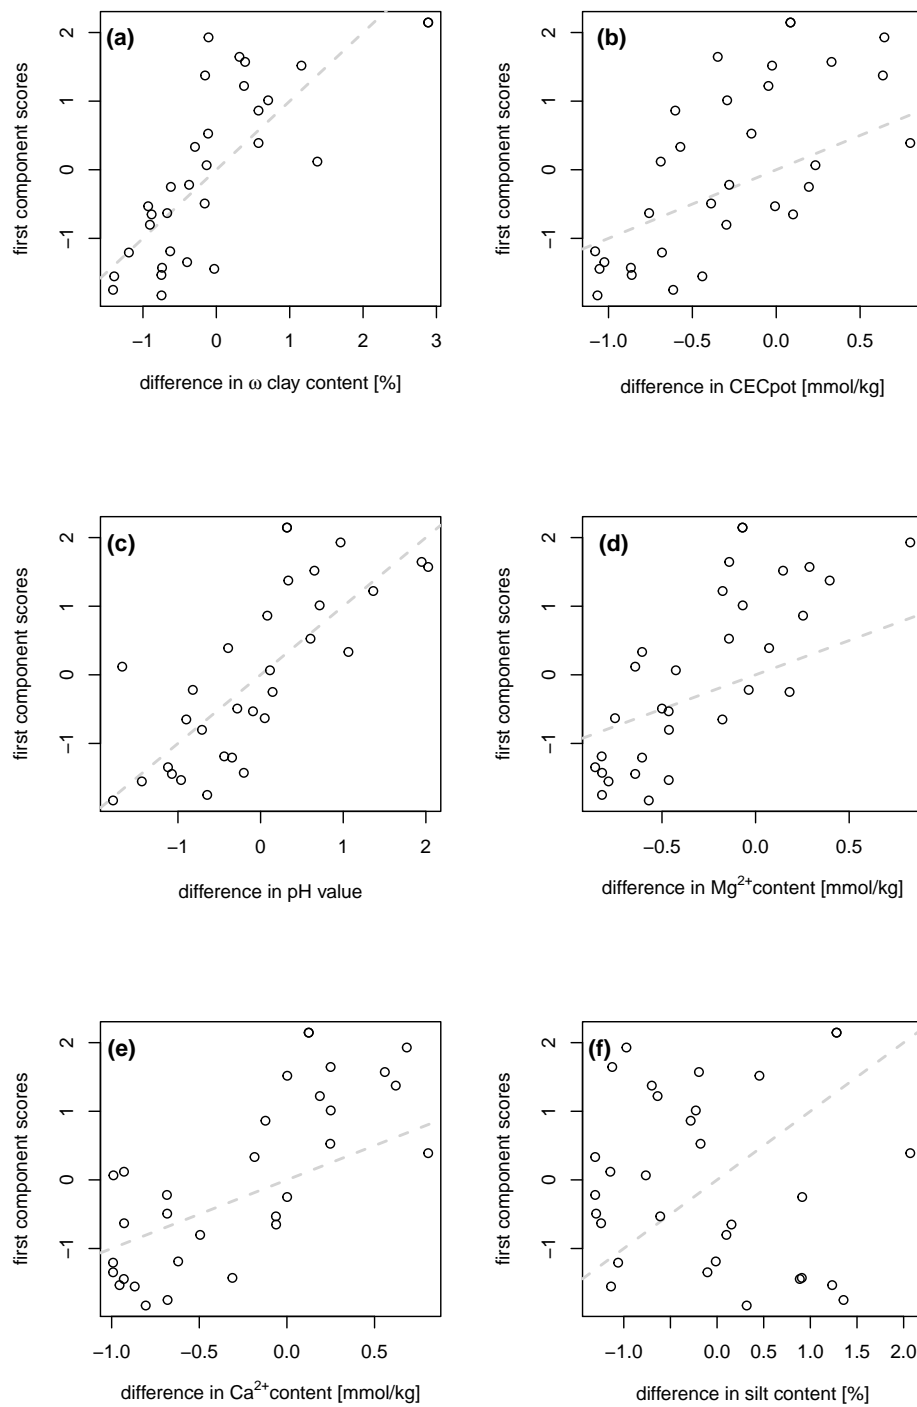 (a)
first component scores
2
1
0
−1
−1 0 1 2 3
difference in ω clay content [%]
(b)
first component scores
2
1
0
−1
−1.0 −0.5 0.0 0.5
difference in CECpot [mmol/kg]
(c)
first component scores
2
1
0
−1
−1 0 1 2
difference in pH value
(d)
first component scores
2
1
0
−1
−0.5 0.0 0.5
difference in Mg²⁺content [mmol/kg]
(e)
first component scores
2
1
0
−1
−1.0 −0.5 0.0 0.5
difference in Ca²⁺content [mmol/kg]
(f)
first component scores
2
1
0
−1
−1.0 0.0 0.5 1.0 1.5 2.0
difference in silt content [%]